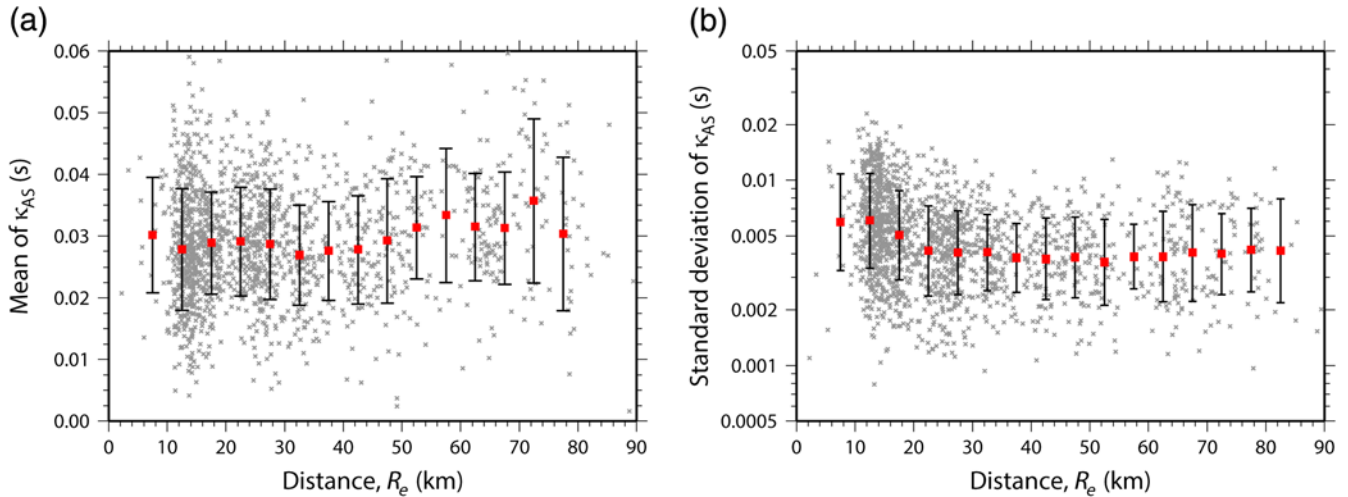 (a)
Mean of κAS (s)
0.06
0.05
0.04
0.03
0.02
0.01
0.00
0 10 20 30 40 50 60 70 80 90
Distance, Re (km)
(b)
Standard deviation of κAS (s)
0.05
0.02
0.01
0.005
0.002
0.001
0.0005
0 10 20 30 40 50 60 70 80 90
Distance, Re (km)